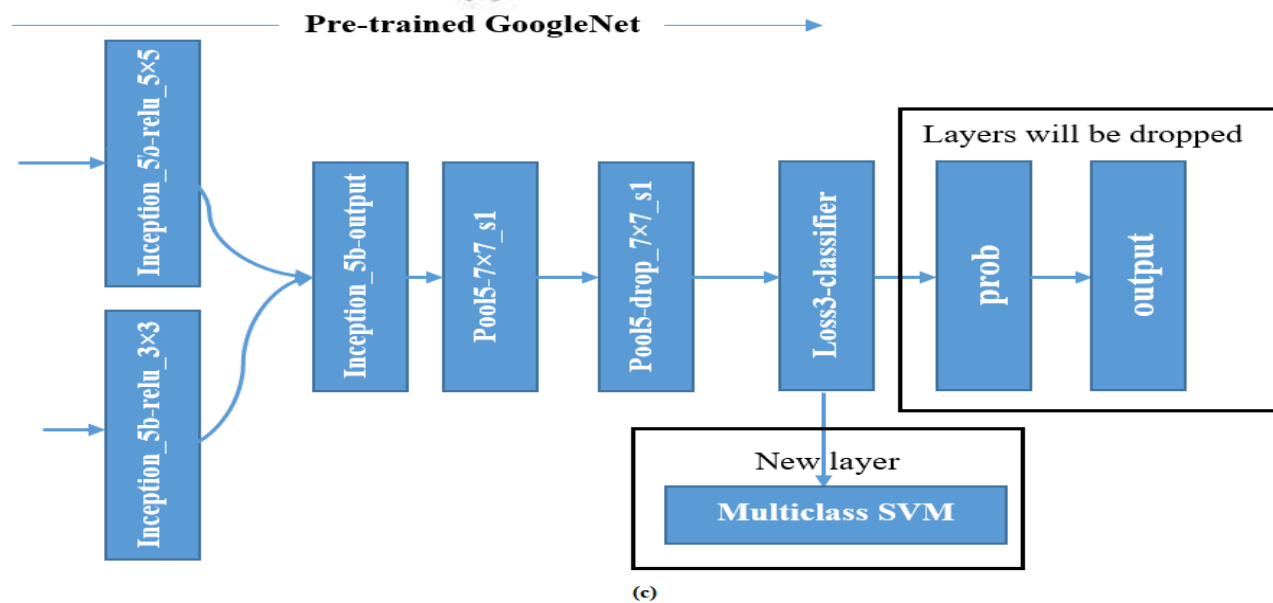 Pre-trained GoogleNet
Inception_5b-relu_5×5
Inception_5b-relu_3×3
Inception_5b-output
Pool5-7×7_s1
Pool5-drop_7×7_s1
Loss3-classifier
Layers will be dropped
prob
output
New layer
Multiclass SVM
(c)